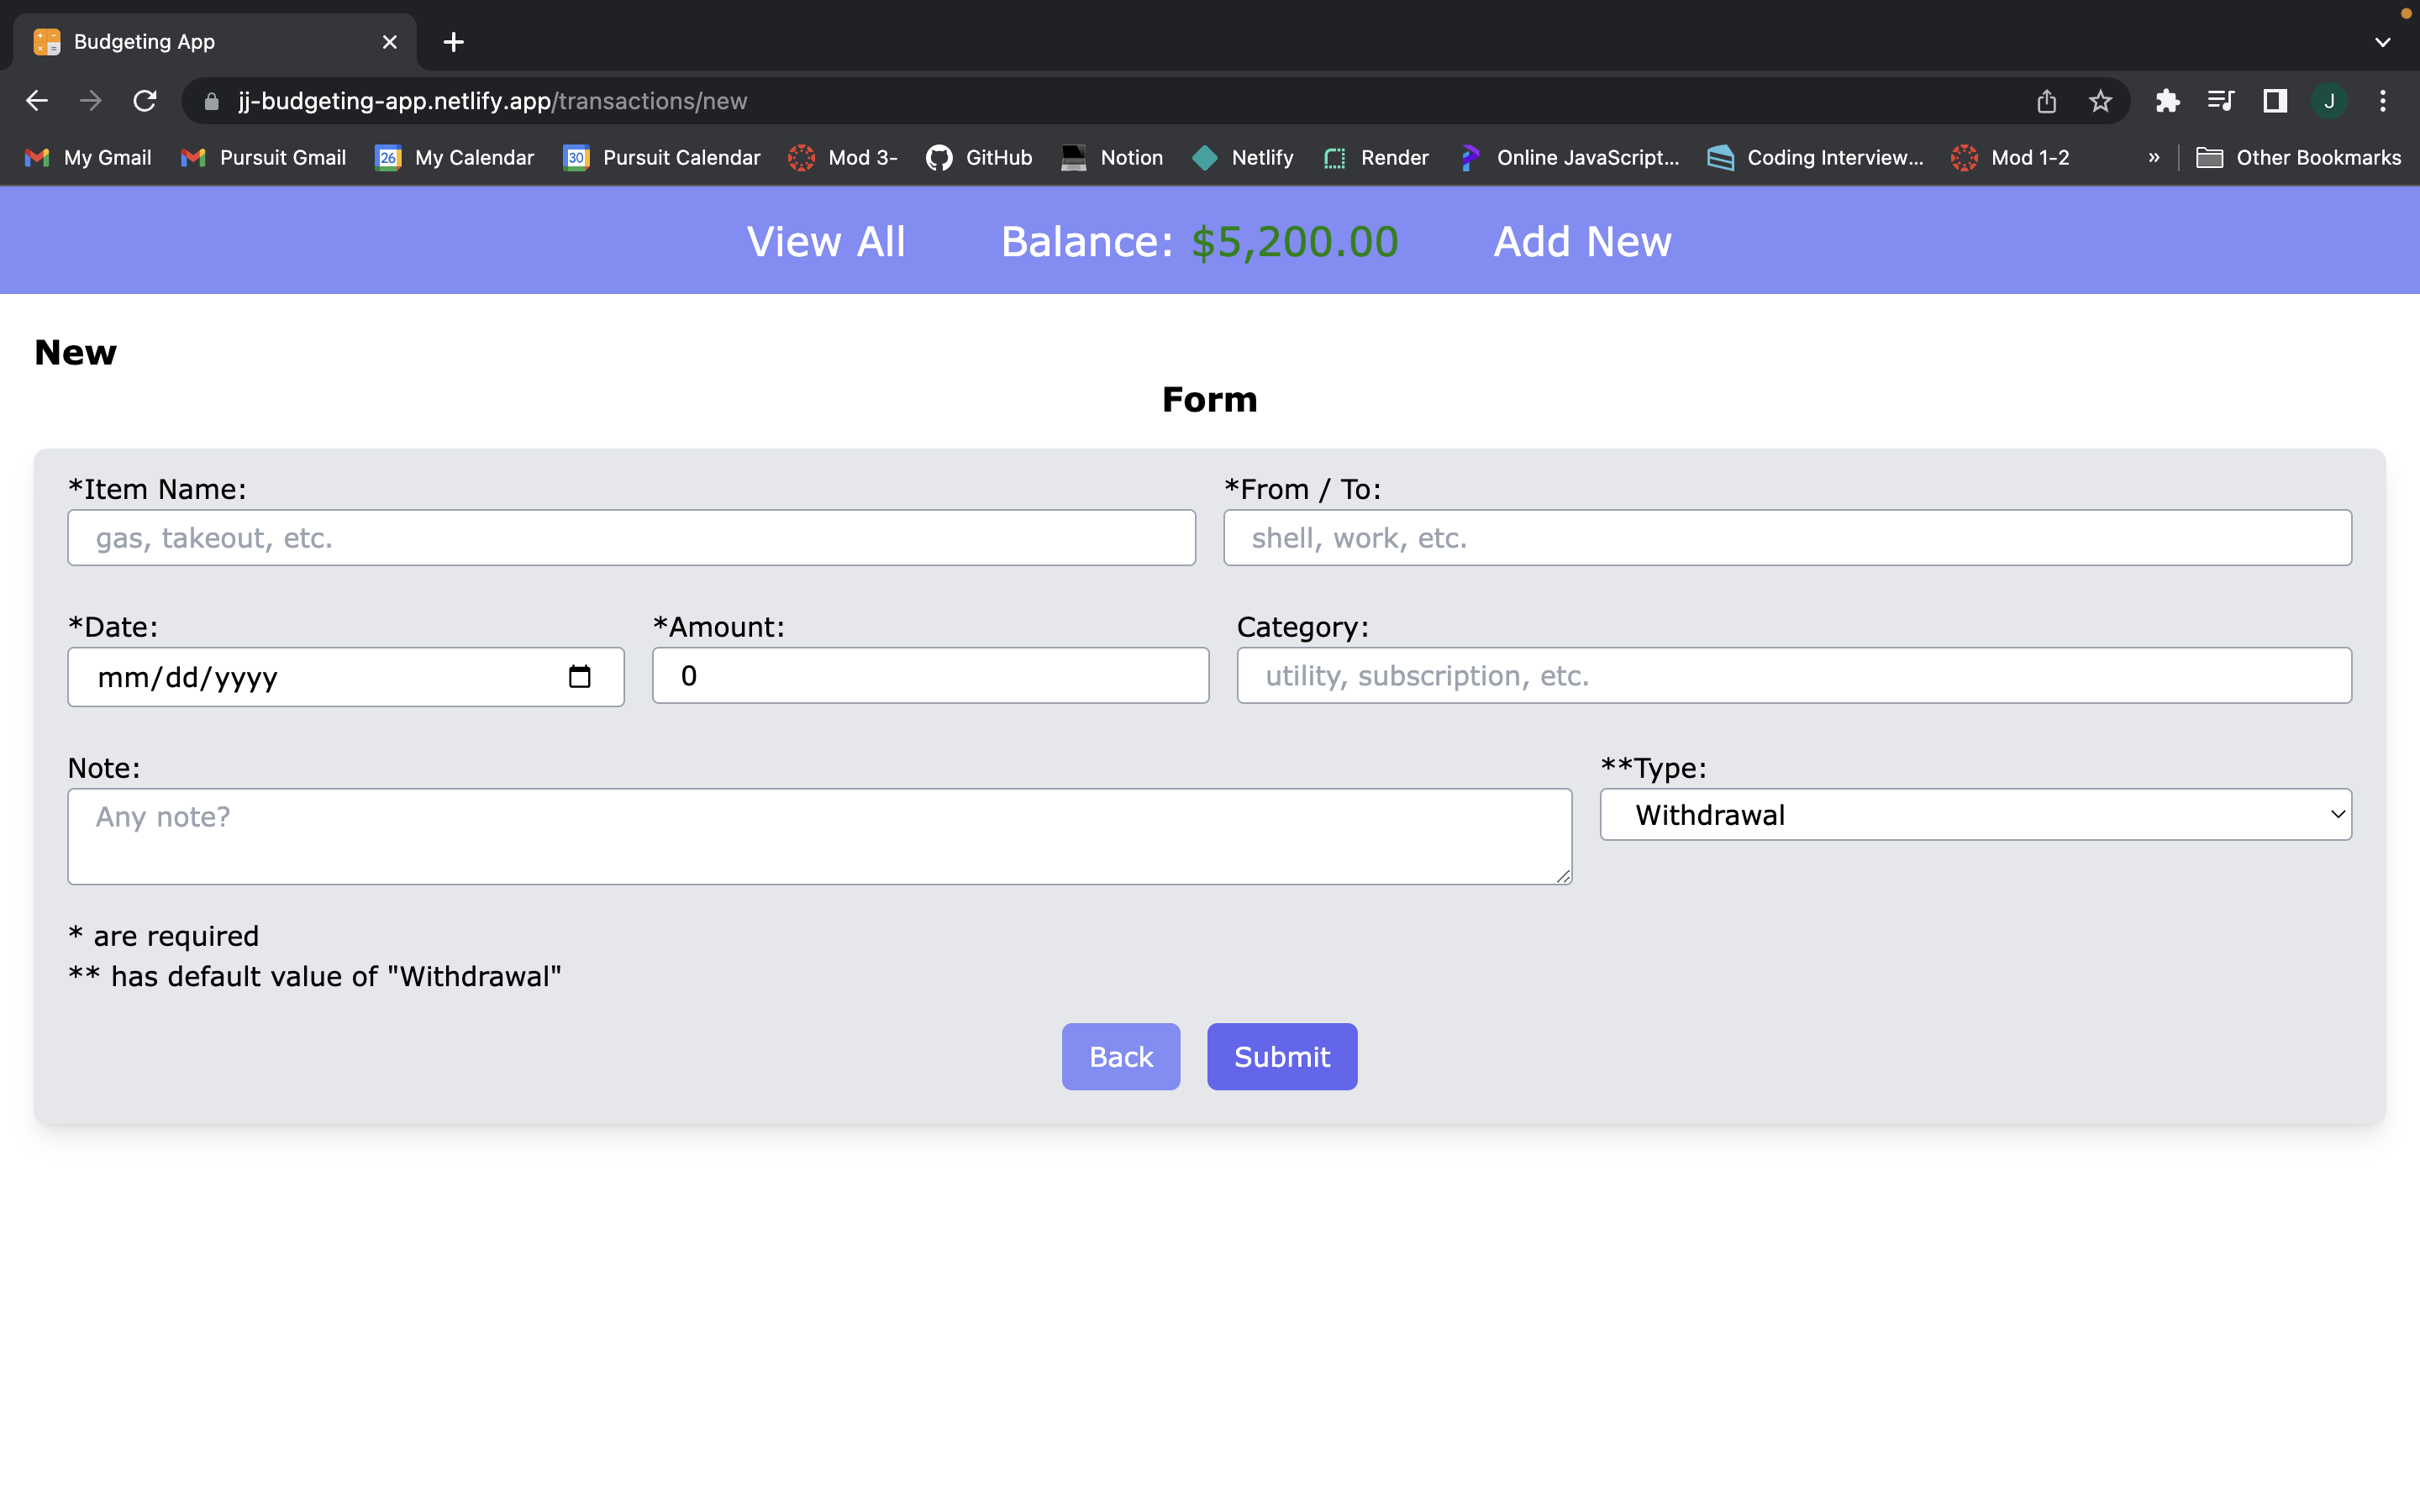 Budgeting App
jj-budgeting-app.netlify.app/transactions/new
J
My Gmail Pursuit Gmail 26 My Calendar 30 Pursuit Calendar Mod 3- GitHub Notion Netlify Render Online JavaScript... Coding Interview... Mod 1-2 » Other Bookmarks
View All Balance: $5,200.00 Add New
New
Form
*Item Name: *From / To:
gas, takeout, etc. shell, work, etc.
*Date: *Amount: Category:
mm/dd/yyyy 0 utility, subscription, etc.
Note: **Type:
Any note? Withdrawal
* are required
** has default value of "Withdrawal"
Back Submit